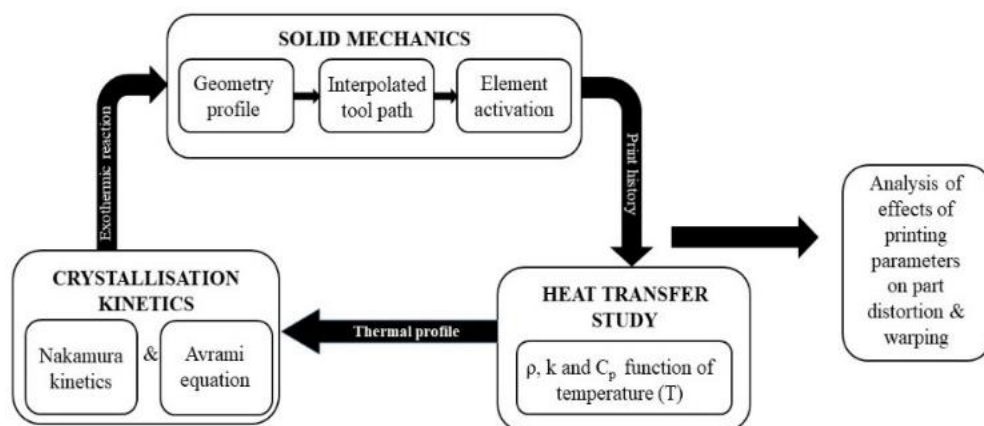 SOLID MECHANICS
Geometry
profile
Interpolated
tool path
Element
activation
Exothermic reaction
Print history
Analysis of
effects of
printing
parameters
on part
distortion &
warping
CRYSTALLISATION
KINETICS
Nakamura
kinetics
&
Avrami
equation
Thermal profile
HEAT TRANSFER
STUDY
ρ, k and Cₚ function of
temperature (T)